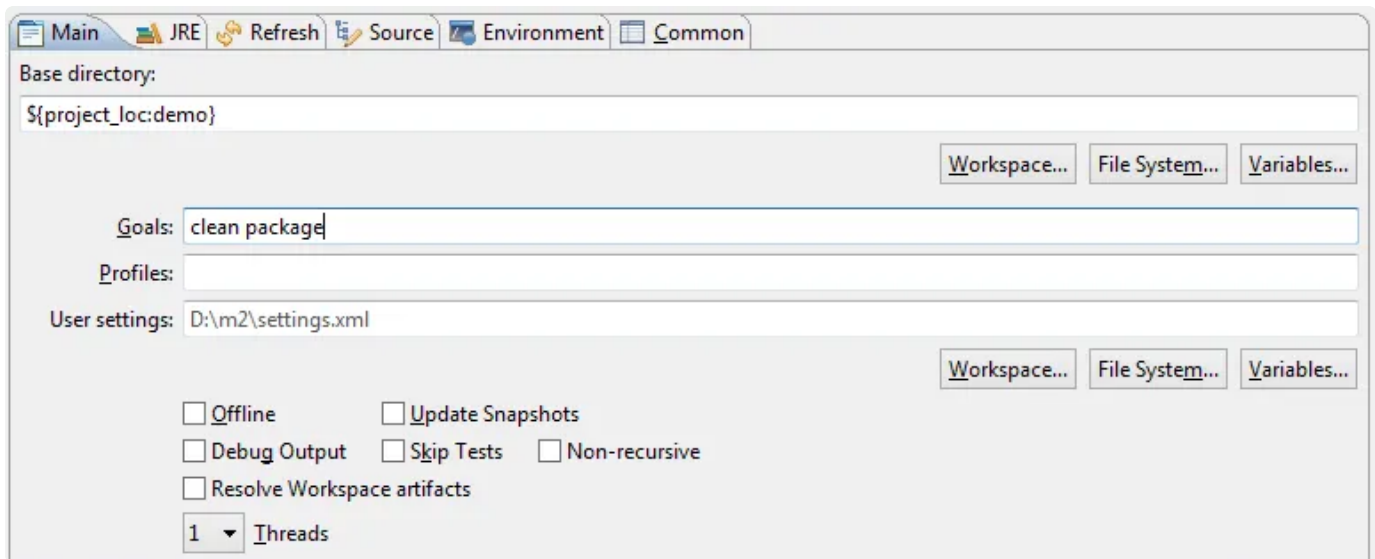 Main JRE Refresh Source Environment Common
Base directory:
${project_loc:demo}
Workspace... File System... Variables...
Goals: clean package
Profiles:
User settings: D:\m2\settings.xml
Workspace... File System... Variables...
Offline Update Snapshots
Debug Output Skip Tests Non-recursive
Resolve Workspace artifacts
1 Threads